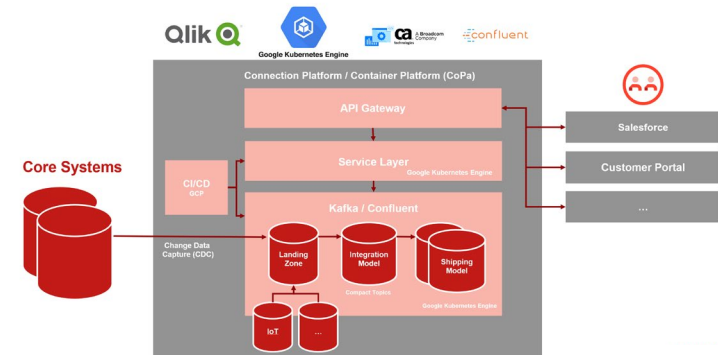 Qlik Q
Google Kubernetes Engine
ca
technologies
A Broadcom
Company
confluent
Connection Platform / Container Platform (CoPa)
API Gateway
Service Layer
Google Kubernetes Engine
CI/CD
GCP
Kafka / Confluent
Core Systems
Change Data
Capture (CDC)
Landing
Zone
Integration
Model
Shipping
Model
Compact Topics
Google Kubernetes Engine
IoT
...
Salesforce
Customer Portal
...